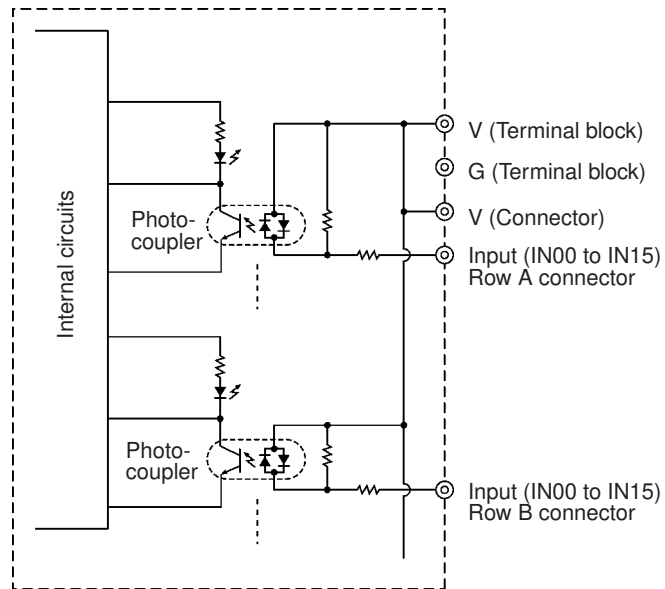 Internal circuits
V (Terminal block)
G (Terminal block)
Photo-
coupler
V (Connector)
Input (IN00 to IN15)
Row A connector
Photo-
coupler
Input (IN00 to IN15)
Row B connector